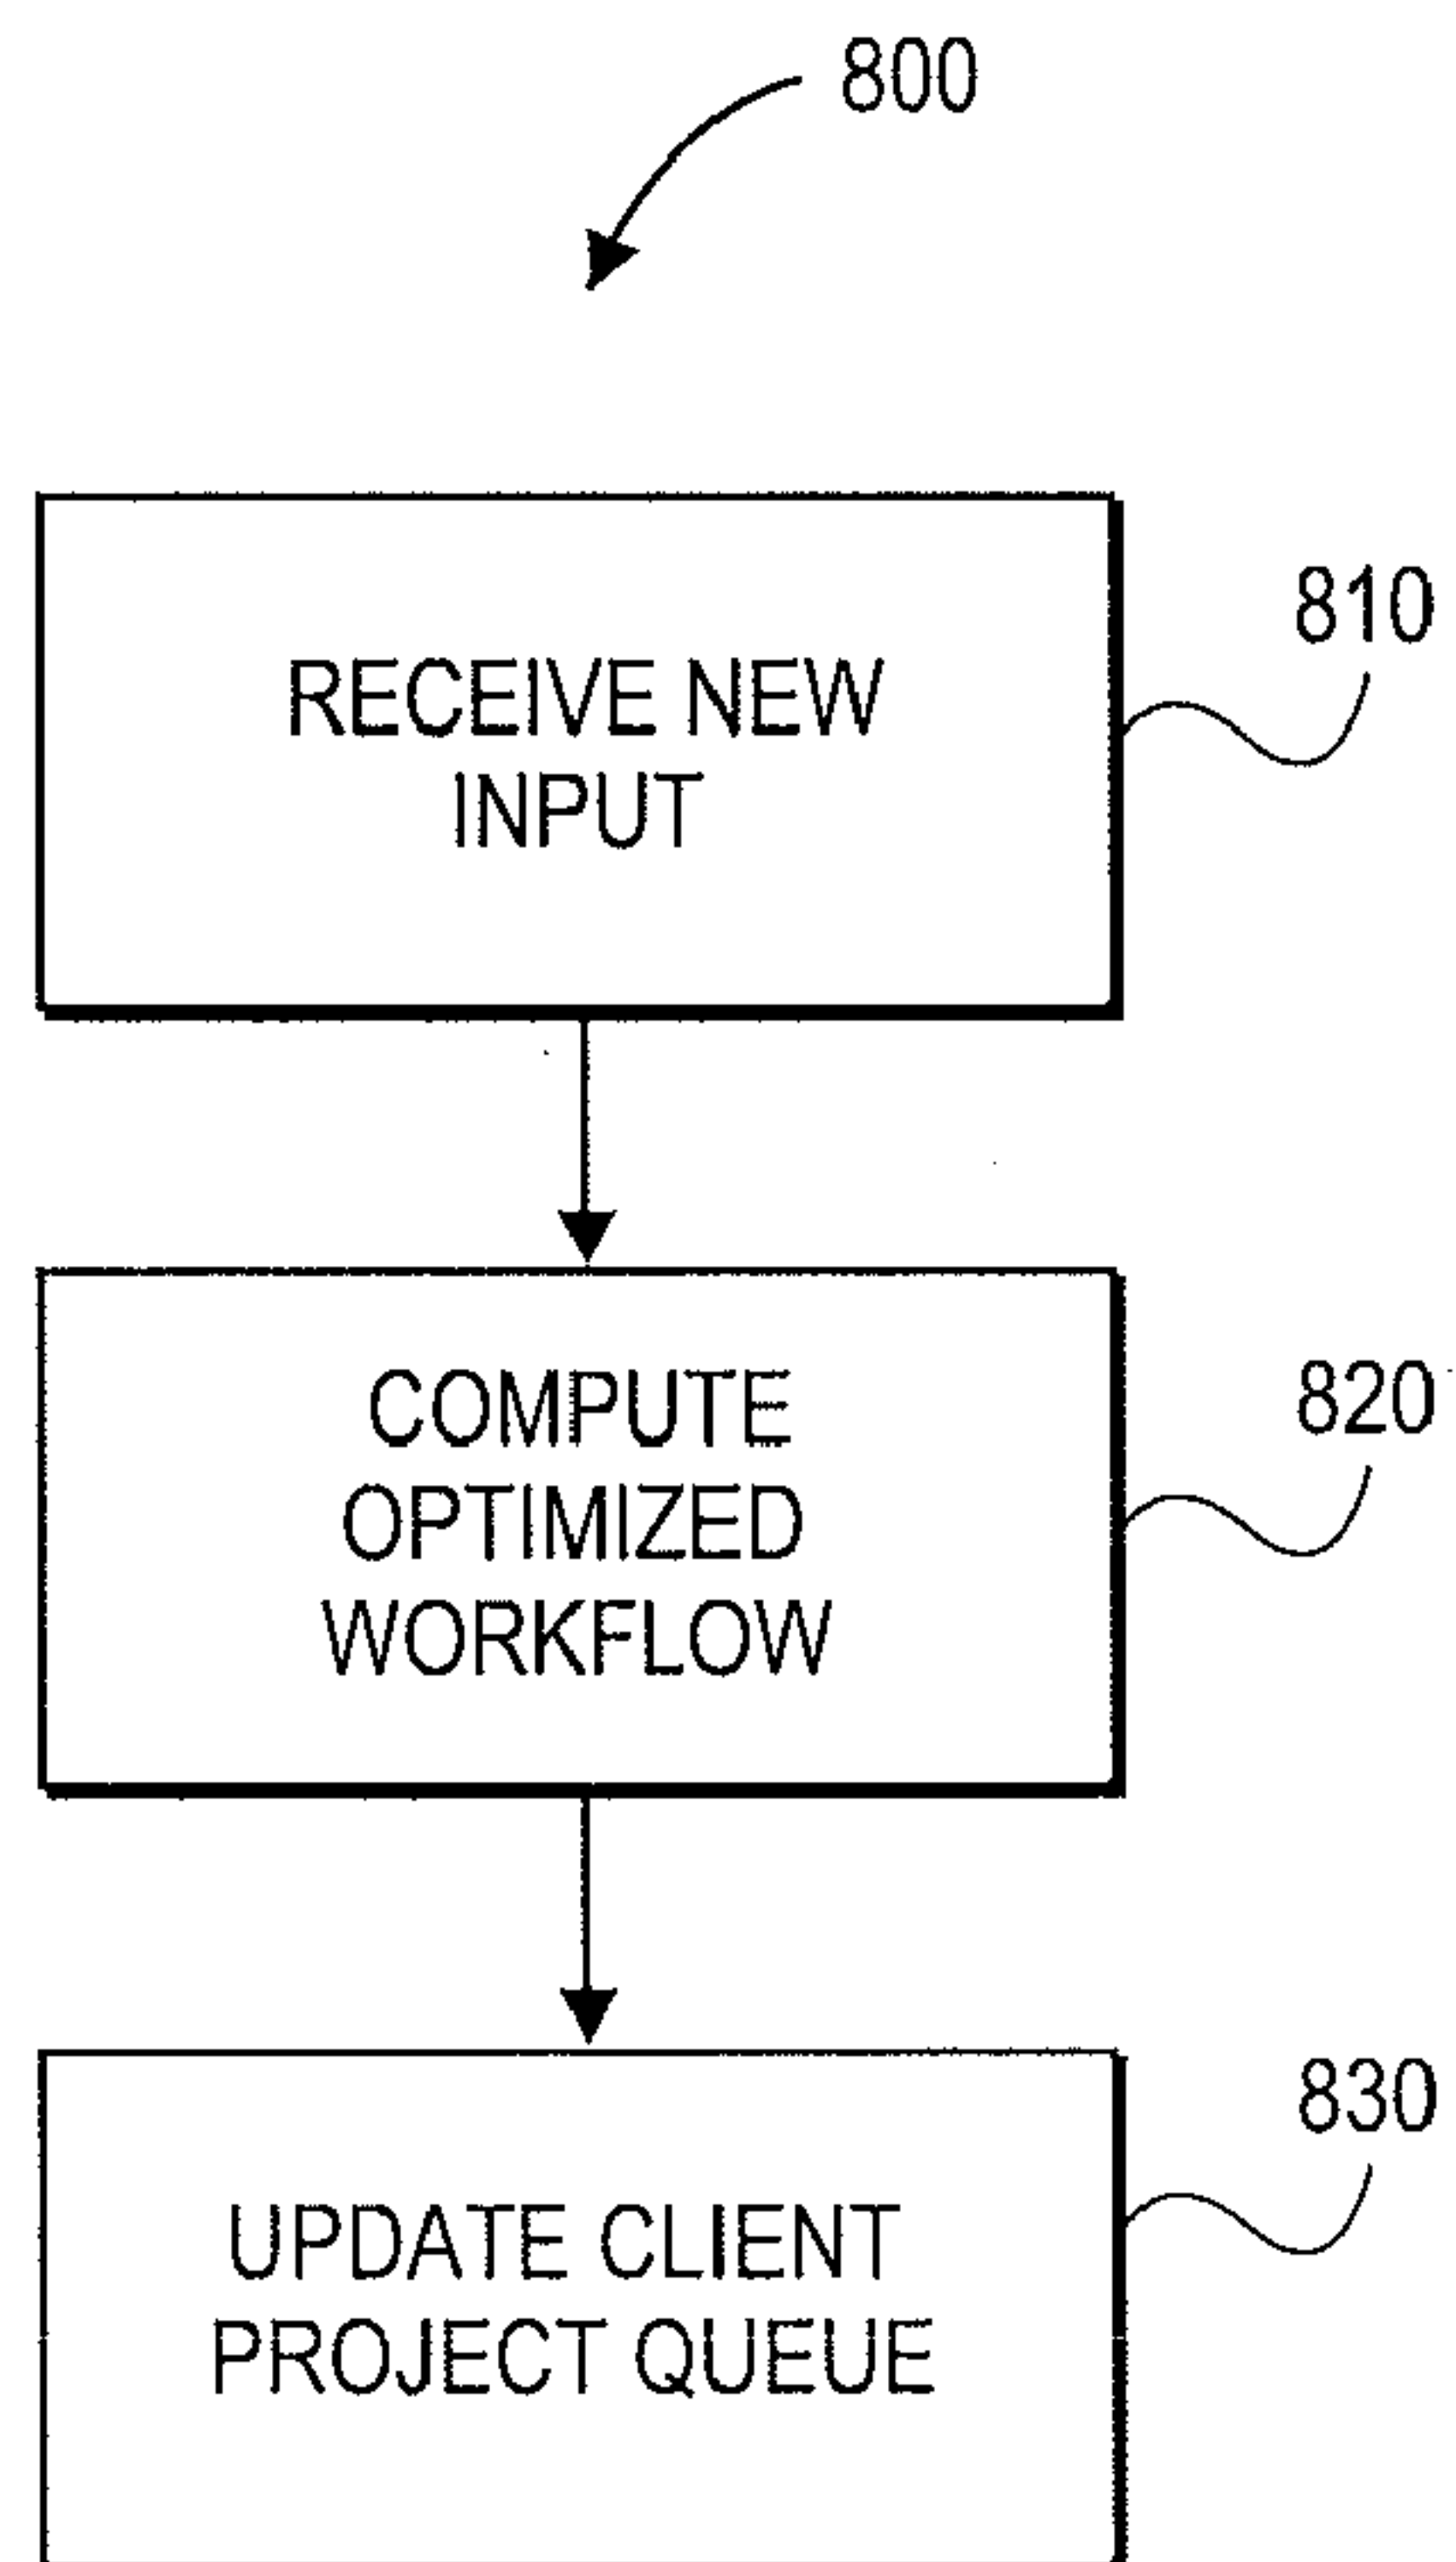 800
810
RECEIVE NEW
INPUT
820
COMPUTE
OPTIMIZED
WORKFLOW
830
UPDATE CLIENT
PROJECT QUEUE